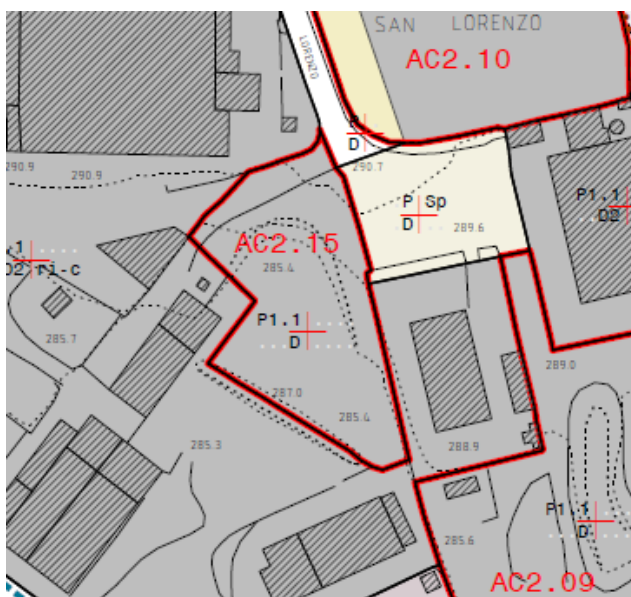 SAN LORENZO
AC2.10
LORENZO
P
D
290.9
290.9
290.7
P Sp
D
289.6
P1.1
D2
.1
D2 ri-c
AC2.15
285.4
P1.1
D
285.7
287.0
285.4
289.0
285.3
288.9
P1.1
D
285.6
AC2.09